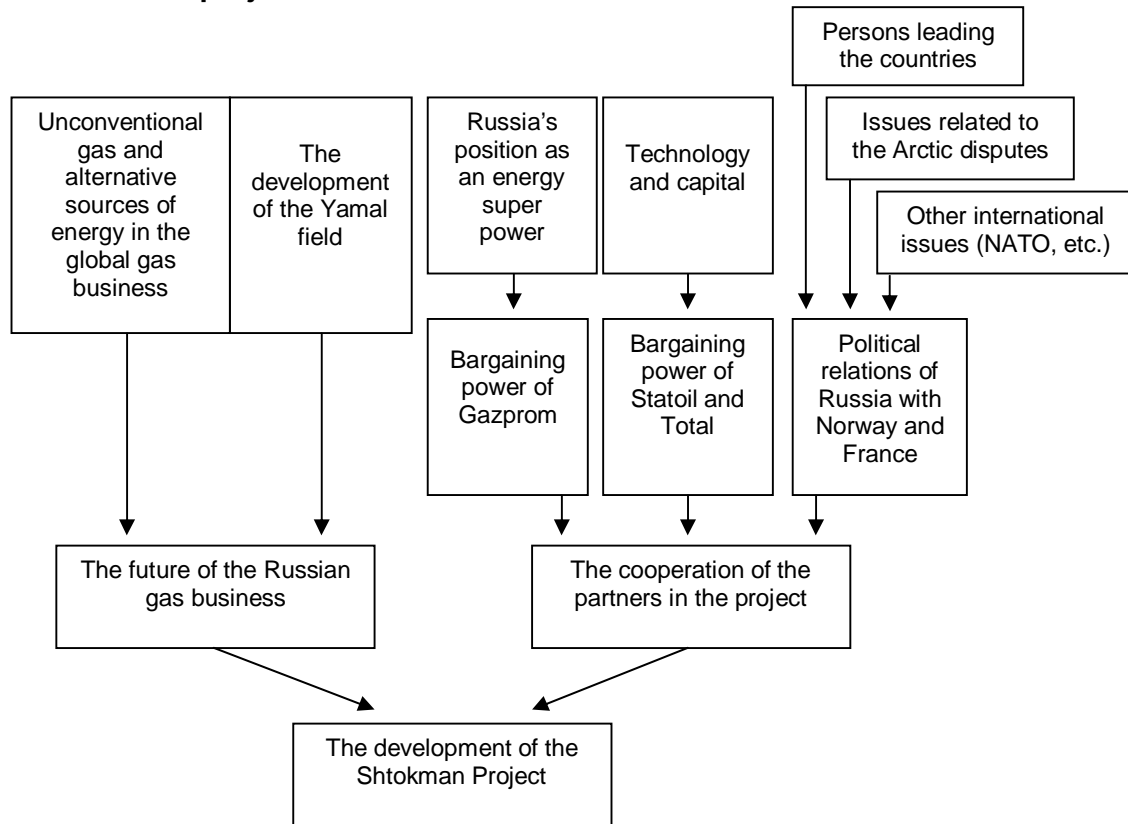 Persons leading
the countries
Unconventional
gas and
alternative
sources of
energy in the
global gas
business
The
development
of the Yamal
field
Russia’s
position as
an energy
super
power
Technology
and capital
Issues related to
the Arctic disputes
Other international
issues (NATO, etc.)
Bargaining
power of
Gazprom
Bargaining
power of
Statoil and
Total
Political
relations of
Russia with
Norway and
France
The future of the Russian
gas business
The cooperation of the
partners in the project
The development of the
Shtokman Project